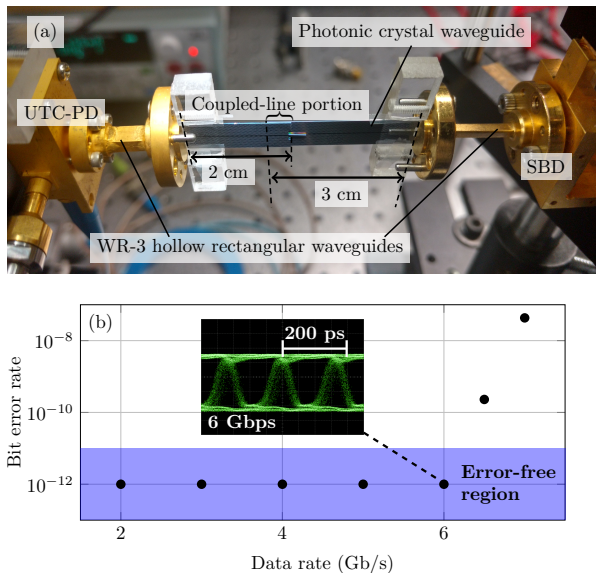 (a)
Photonic crystal waveguide
UTC-PD
Coupled-line portion
2 cm
3 cm
SBD
WR-3 hollow rectangular waveguides
(b)
200 ps
6 Gbps
Error-free
region
Bit error rate
10⁻⁸
10⁻¹⁰
10⁻¹²
2
4
6
Data rate (Gb/s)